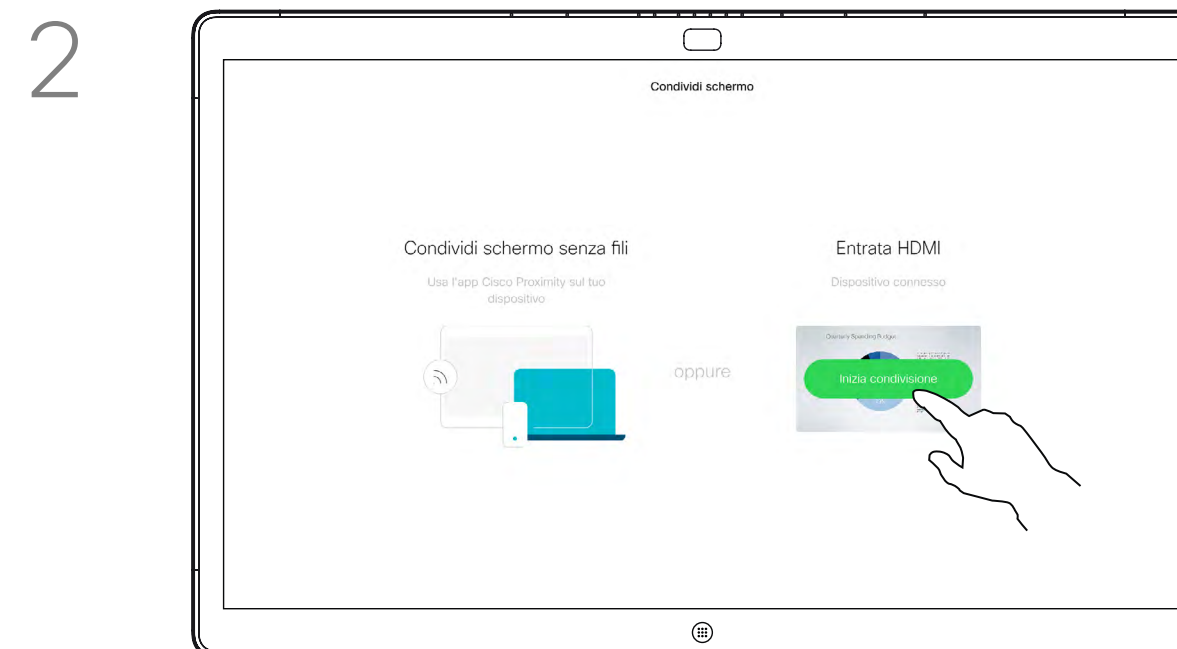 2
Condividi schermo
Condividi schermo senza fili
Usa l'app Cisco Proximity sul tuo
dispositivo
oppure
Entrata HDMI
Dispositivo connesso
Inizia condivisione